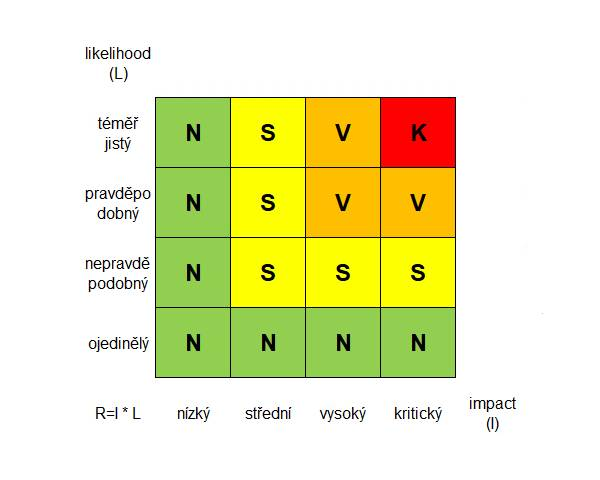 likelihood
(L)
téměř
jistý
N S V K
pravděpo
dobný
N S V V
nepravdě
podobný
N S S S
ojedinělý
N N N N
R=I * L
nízký
střední
vysoký
kritický
impact
(I)